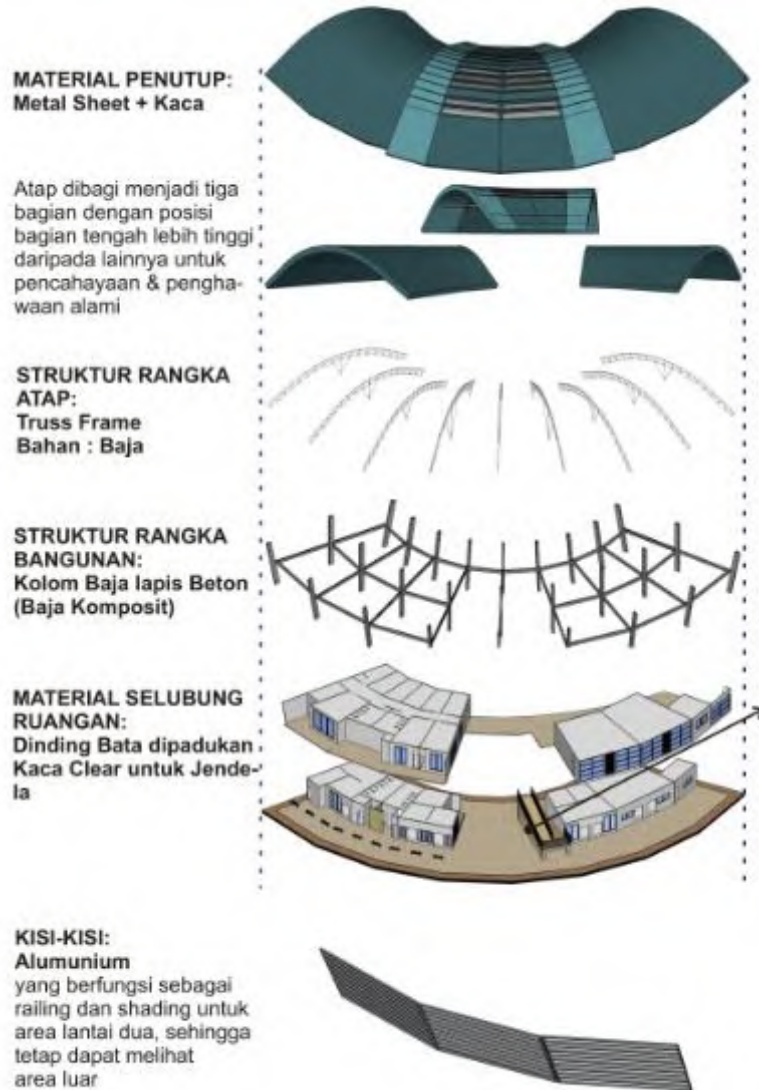 MATERIAL PENUTUP:
Metal Sheet + Kaca
Atap dibagi menjadi tiga
bagian dengan posisi
bagian tengah lebih tinggi
daripada lainnya untuk
pencahayaan & pengha-
waan alami
STRUKTUR RANGKA
ATAP:
Truss Frame
Bahan : Baja
STRUKTUR RANGKA
BANGUNAN:
Kolom Baja lapis Beton
(Baja Komposit)
MATERIAL SELUBUNG
RUANGAN:
Dinding Bata dipadukan
Kaca Clear untuk Jende-
la
KISI-KISI:
Alumunium
yang berfungsi sebagai
railing dan shading untuk
area lantai dua, sehingga
tetap dapat melihat
area luar